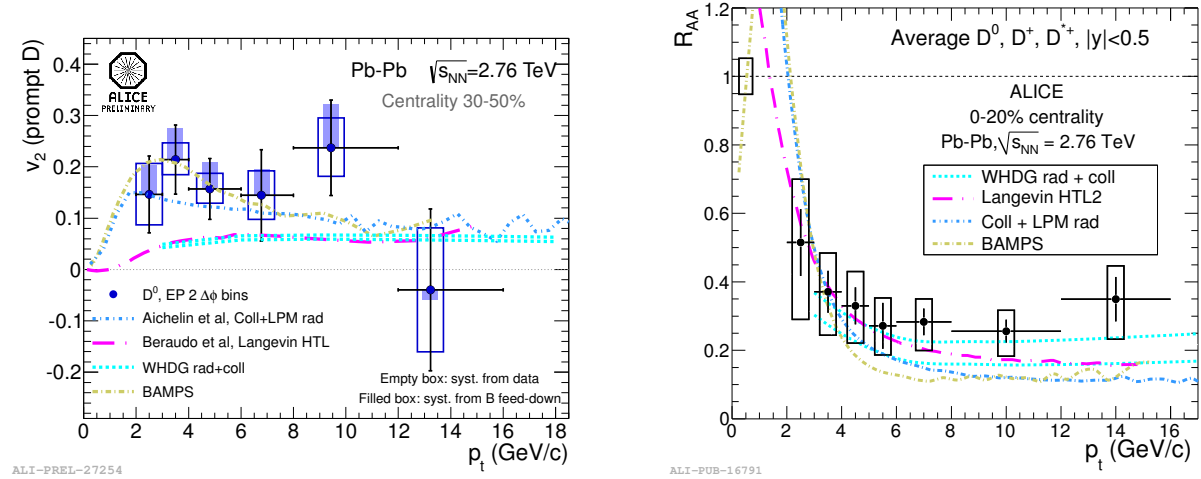 v2 (prompt D)
0.4
0.3
0.2
0.1
0
-0.1
-0.2
ALICE
PRELIMINARY
Pb-Pb √sNN=2.76 TeV
Centrality 30-50%
D0, EP 2 Δϕ bins
Aichelin et al, Coll+LPM rad
Beraudo et al, Langevin HTL
WHDG rad+coll
BAMPS
Empty box: syst. from data
Filled box: syst. from B feed-down
0 2 4 6 8 10 12 14 16 18
pt (GeV/c)
ALI-PREL-27254
RAA
1.2
1
0.8
0.6
0.4
0.2
0
Average D0, D+, D*+, |y|<0.5
ALICE
0-20% centrality
Pb-Pb,√sNN = 2.76 TeV
WHDG rad + coll
Langevin HTL2
Coll + LPM rad
BAMPS
0 2 4 6 8 10 12 14 16
pt (GeV/c)
ALI-PUB-16791